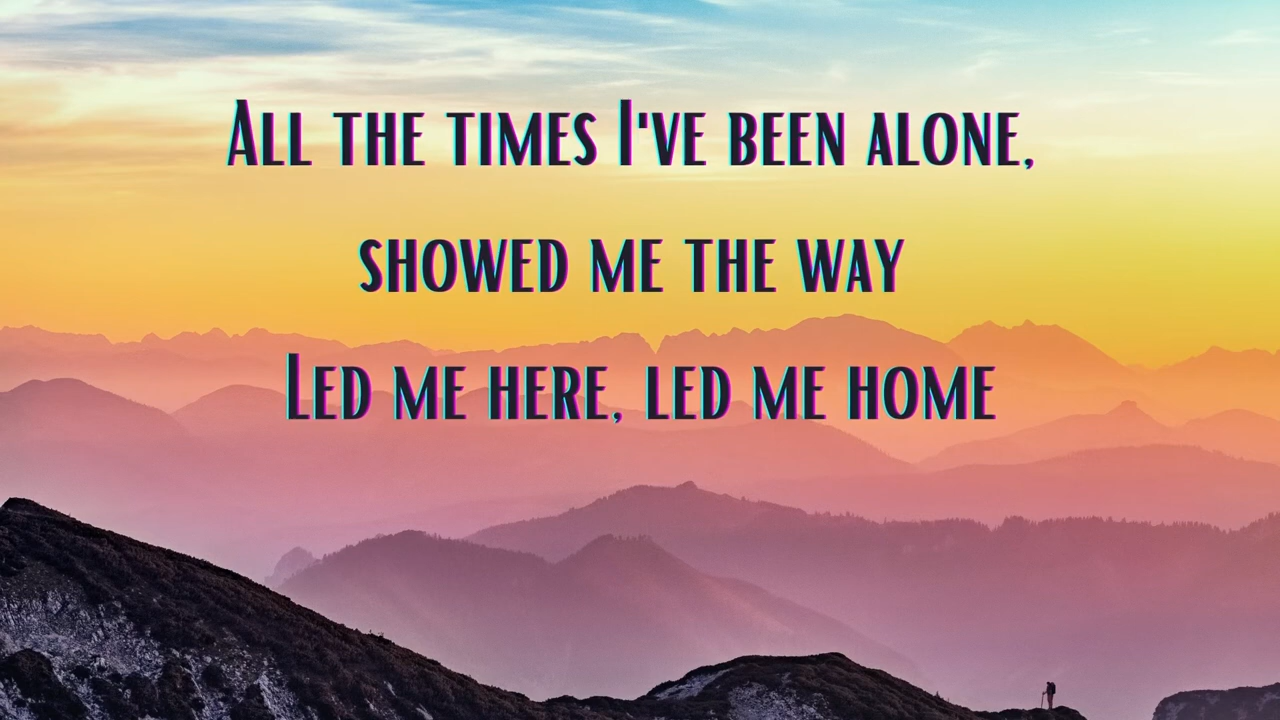 All the times I've been alone,
showed me the way
Led me here, led me home